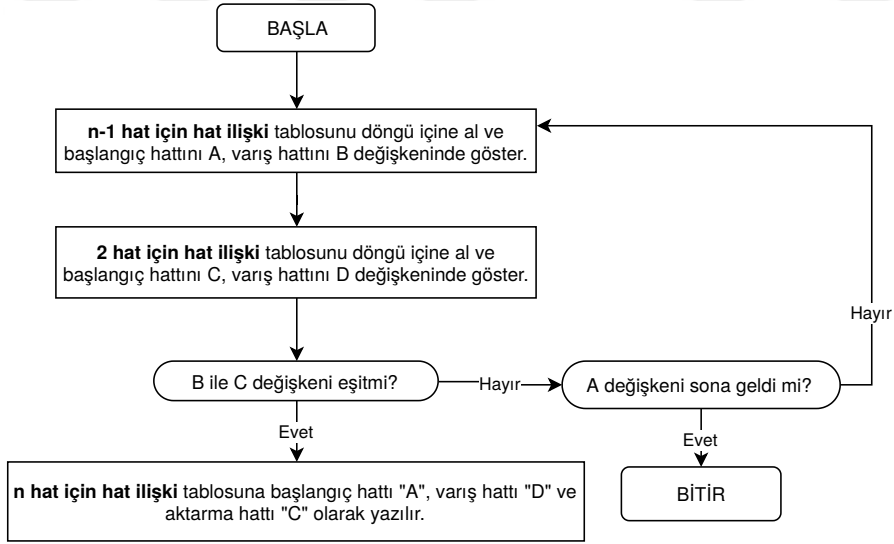 BAŞLA
n-1 hat için hat ilişki tablosunu döngü içine al ve
başlangıç hattını A, varış hattını B değişkeninde göster.
2 hat için hat ilişki tablosunu döngü içine al ve
başlangıç hattını C, varış hattını D değişkeninde göster.
Hayır
B ile C değişkeni eşitmi?
Hayır
A değişkeni sona geldi mi?
Evet
Evet
n hat için hat ilişki tablosuna başlangıç hattı "A", varış hattı "D" ve
aktarma hattı "C" olarak yazılır.
BİTİR